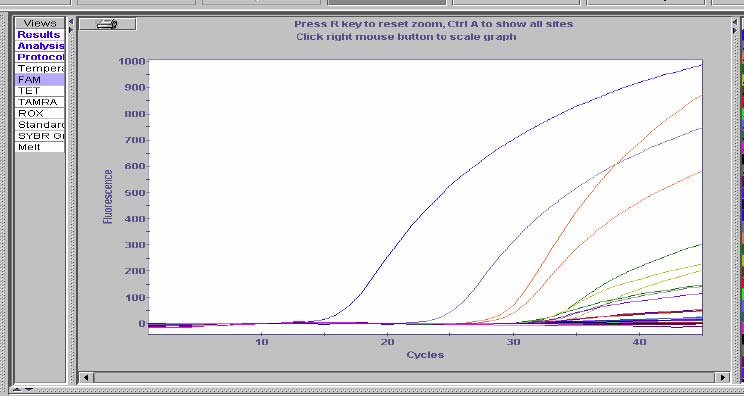 Views
Results
Analysis
Protocol
Tempera
FAM
TET
TAMRA
ROX
Standard
SYBR Gr
Melt
Press R key to reset zoom, Ctrl A to show all sites
Click right mouse button to scale graph
1000
900
800
700
600
500
400
300
200
100
0
Fluorescence
10
20
30
40
Cycles